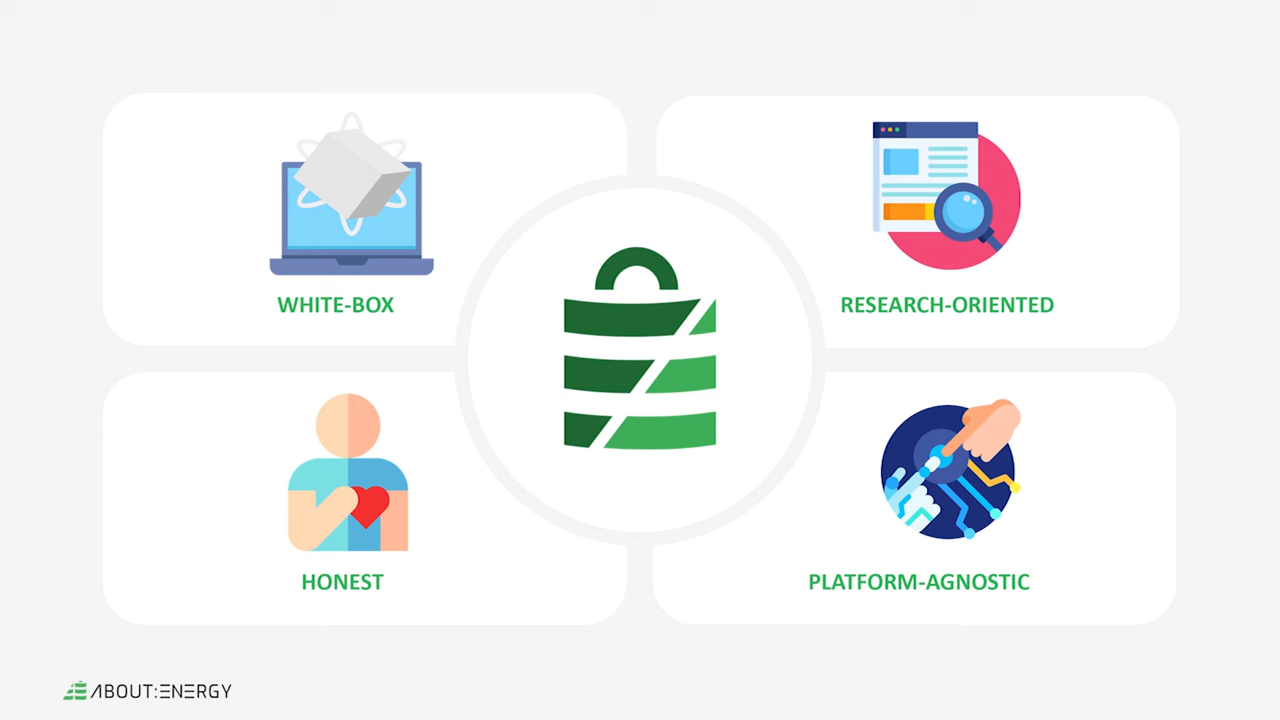 WHITE-BOX
RESEARCH-ORIENTED
HONEST
PLATFORM-AGNOSTIC
ABOUT:ENERGY